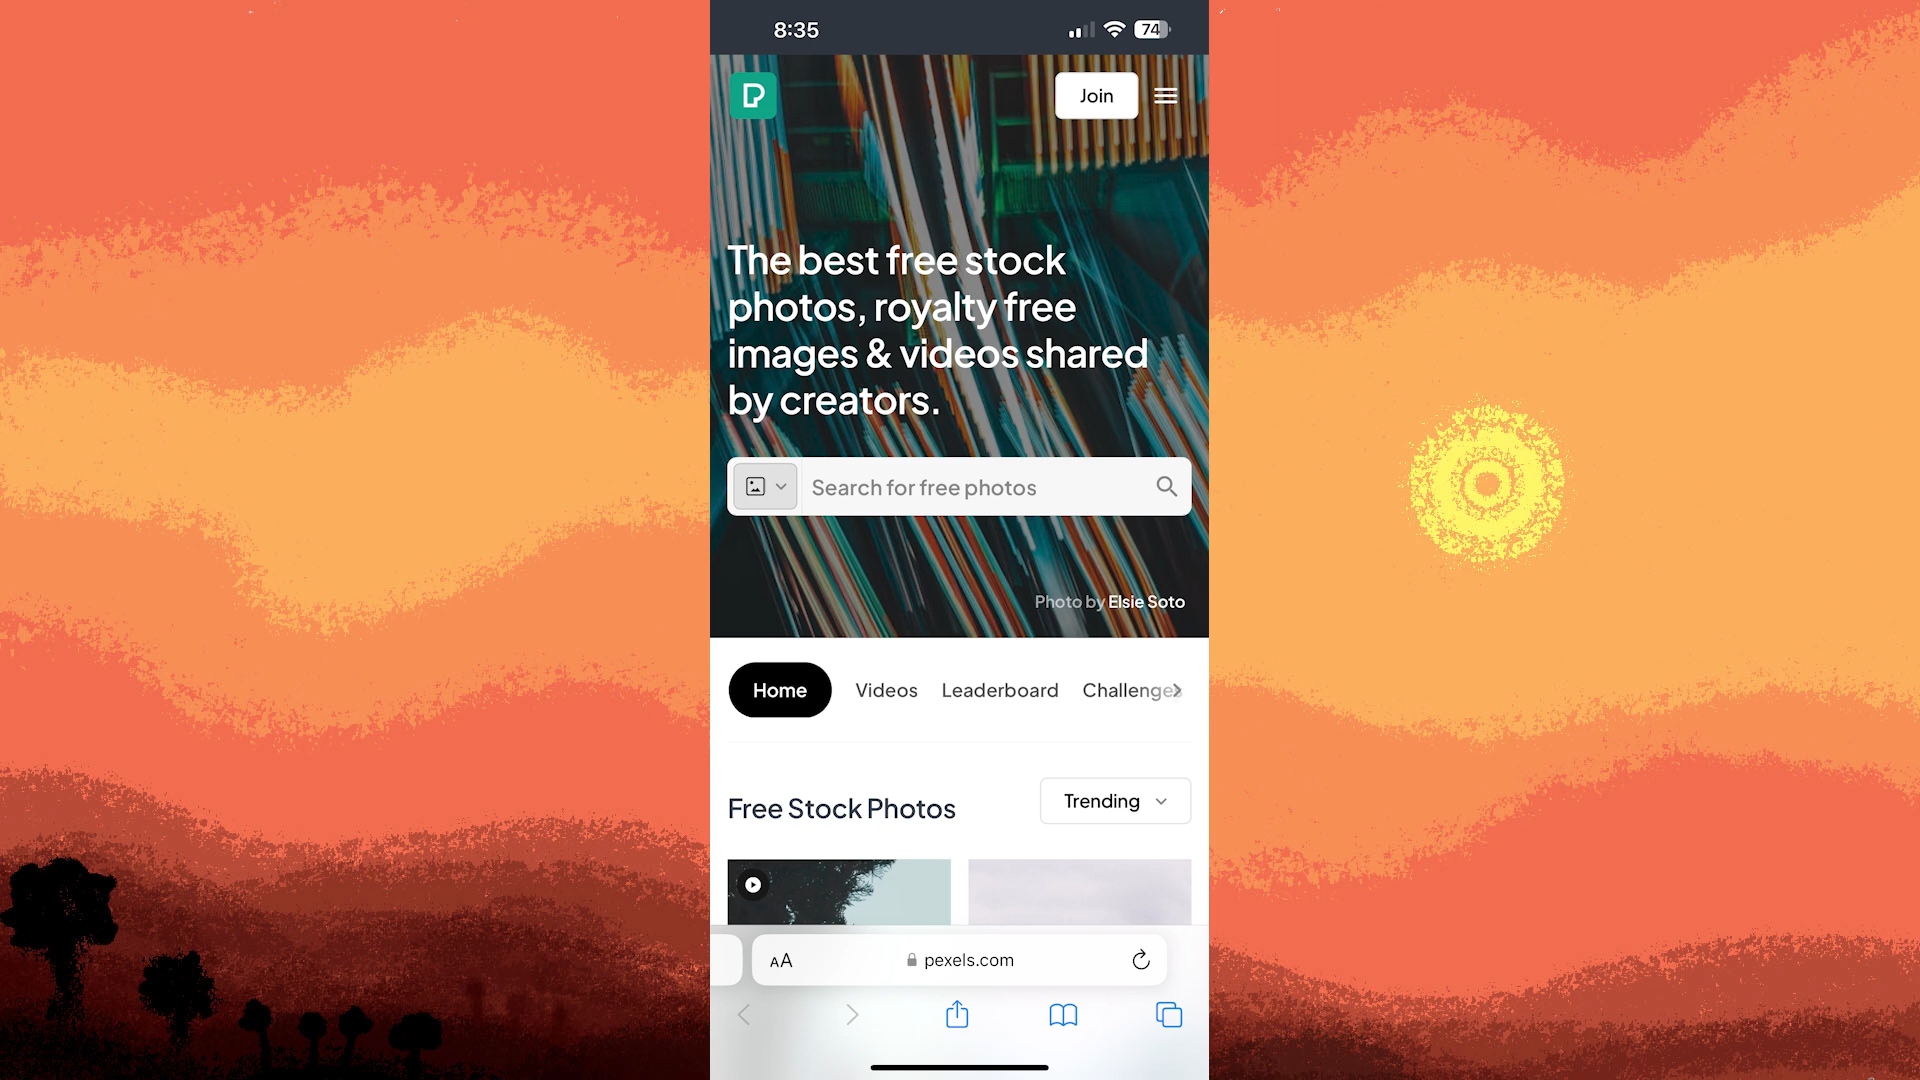 8:35
74
Join
The best free stock
photos, royalty free
images & videos shared
by creators.
Search for free photos
Photo by Elsie Soto
Home Videos Leaderboard Challenges
Free Stock Photos
Trending
AA pexels.com